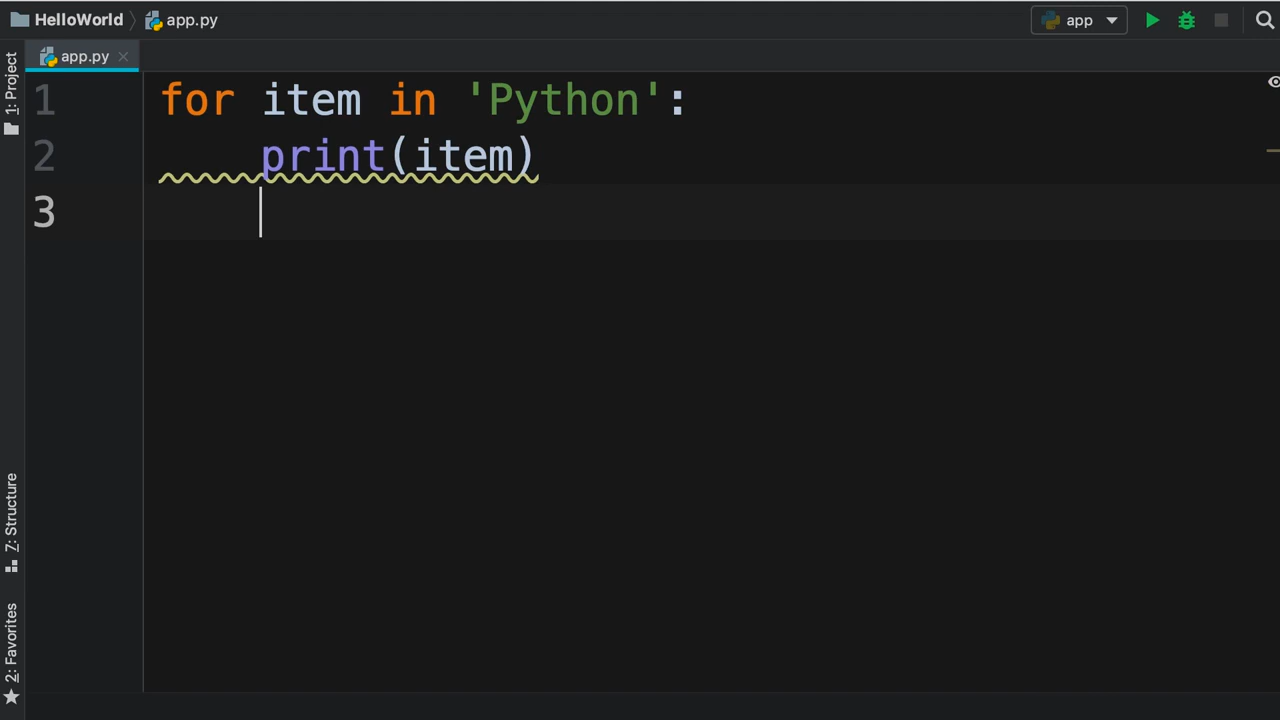 HelloWorld app.py app
app.py
1: Project
1 for item in 'Python':
2 print(item)
3
7: Structure
2: Favorites